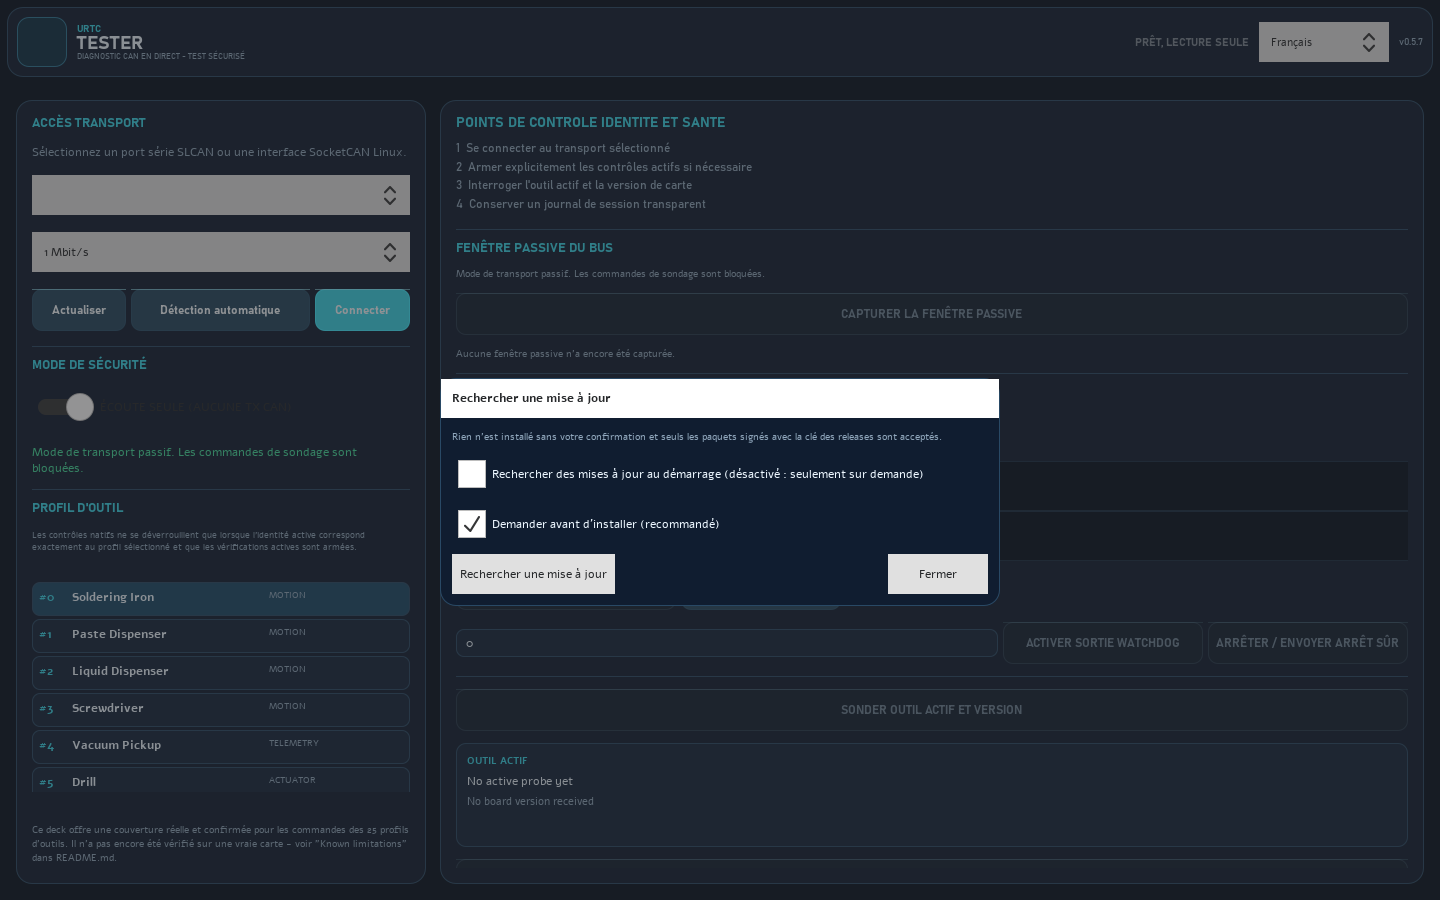 URTC
TESTER
DIAGNOSTIC CAN EN DIRECT - TEST SÉCURISÉ
PRÊT, LECTURE SEULE
Français
v0.5.7
ACCÈS TRANSPORT
Sélectionnez un port série SLCAN ou une interface SocketCAN Linux.
1 Mbit/s
Actualiser
Détection automatique
Connecter
MODE DE SÉCURITÉ
ÉCOUTE SEULE (AUCUNE TX CAN)
Mode de transport passif. Les commandes de sondage sont
bloquées.
PROFIL D'OUTIL
Les contrôles natifs ne se déverrouillent que lorsque l'identité active correspond
exactement au profil sélectionné et que les vérifications actives sont armées.
#0 Soldering Iron MOTION
#1 Paste Dispenser MOTION
#2 Liquid Dispenser MOTION
#3 Screwdriver MOTION
#4 Vacuum Pickup TELEMETRY
#5 Drill ACTUATOR
Ce deck offre une couverture réelle et confirmée pour les commandes des 25 profils
d'outils. Il n'a pas encore été vérifié sur une vraie carte – voir "Known limitations"
dans README.md.
POINTS DE CONTROLE IDENTITE ET SANTE
1 Se connecter au transport sélectionné
2 Armer explicitement les contrôles actifs si nécessaire
3 Interroger l'outil actif et la version de carte
4 Conserver un journal de session transparent
FENÊTRE PASSIVE DU BUS
Mode de transport passif. Les commandes de sondage sont bloquées.
CAPTURER LA FENÊTRE PASSIVE
Aucune fenêtre passive n'a encore été capturée.
Rechercher une mise à jour
Rien n'est installé sans votre confirmation et seuls les paquets signés avec la clé des releases sont acceptés.
Rechercher des mises à jour au démarrage (désactivé : seulement sur demande)
Demander avant d'installer (recommandé)
Rechercher une mise à jour
Fermer
0
ACTIVER SORTIE WATCHDOG
ARRÊTER / ENVOYER ARRÊT SÛR
SONDER OUTIL ACTIF ET VERSION
OUTIL ACTIF
No active probe yet
No board version received